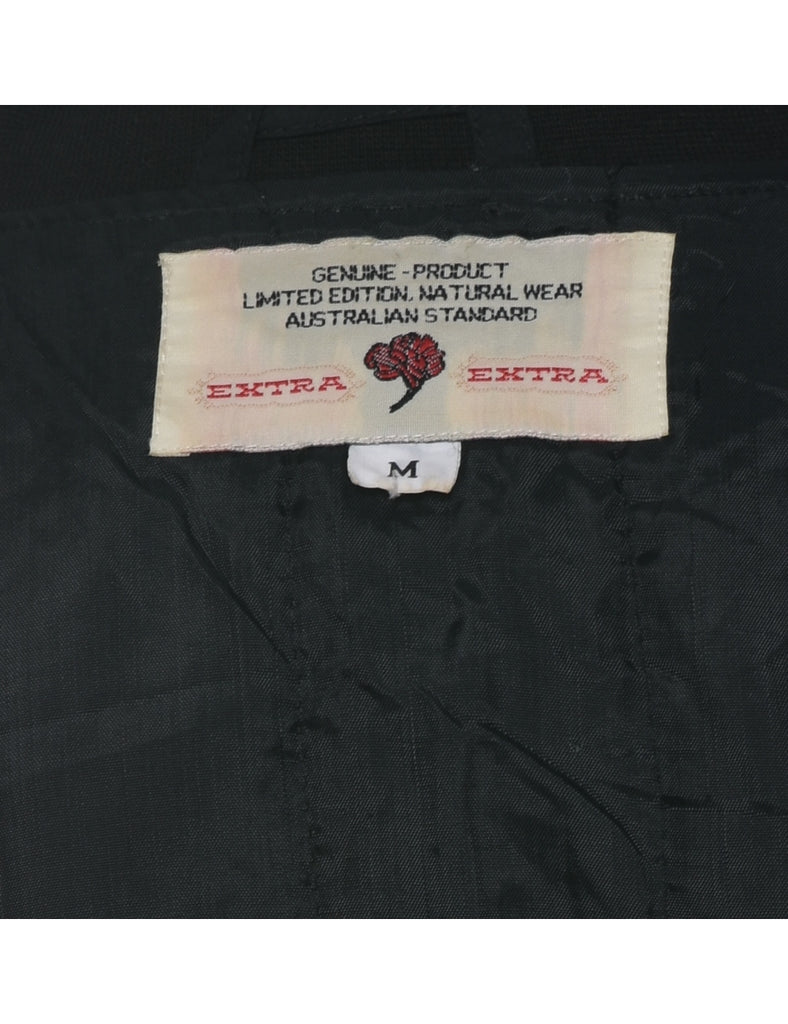 GENUINE - PRODUCT
LIMITED EDITION. NATURAL WEAR
AUSTRALIAN STANDARD
EXTRA EXTRA
M